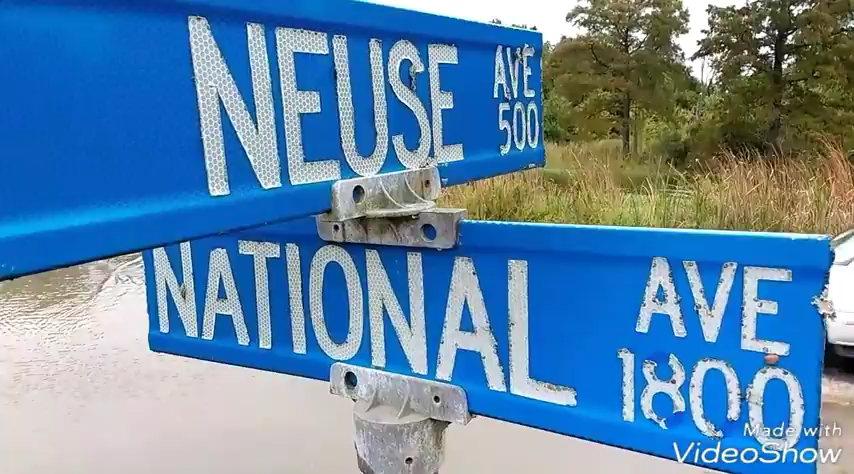 NEUSE AVE
500
NATIONAL AVE
1800
Made with
VideoShow